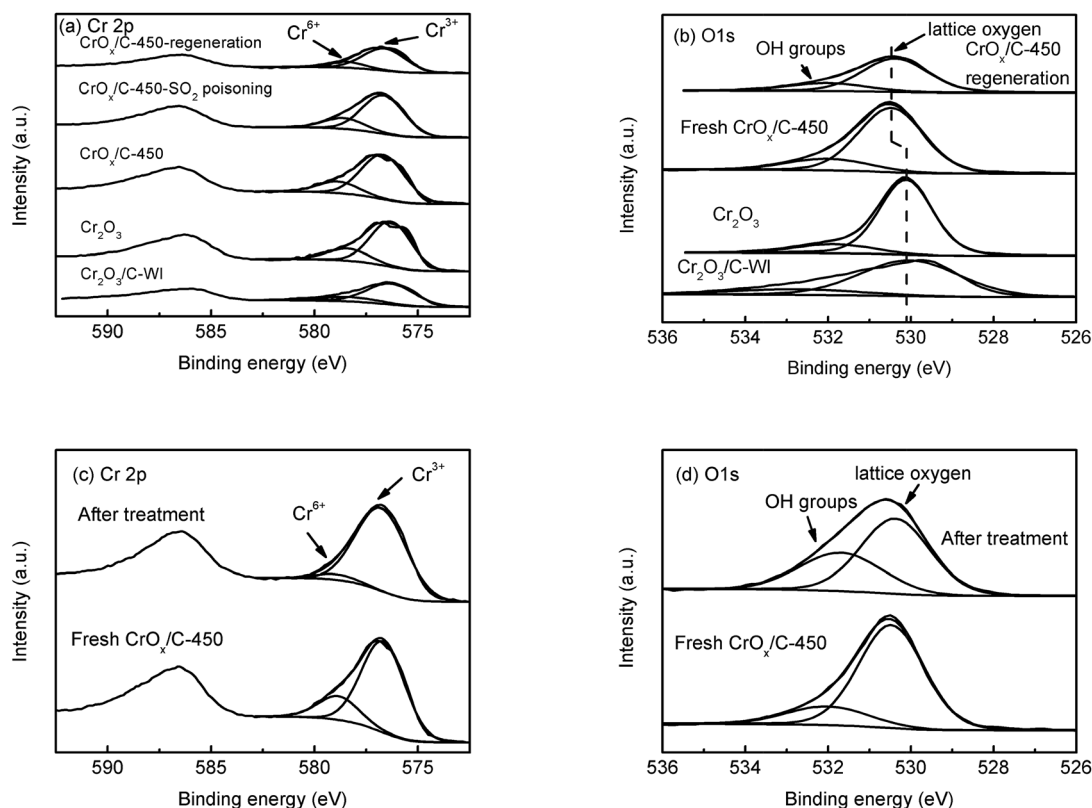 (a) Cr 2p
Cr⁶⁺
Cr³⁺
CrOₓ/C-450-regeneration
CrOₓ/C-450-SO₂ poisoning
CrOₓ/C-450
Cr₂O₃
Cr₂O₃/C-WI
Intensity (a.u.)
590 585 580 575
Binding energy (eV)
(b) O1s
lattice oxygen
OH groups
CrOₓ/C-450
regeneration
Fresh CrOₓ/C-450
Cr₂O₃
Cr₂O₃/C-WI
Intensity (a.u.)
536 534 532 530 528 526
Binding energy (eV)
(c) Cr 2p
Cr³⁺
Cr⁶⁺
After treatment
Fresh CrOₓ/C-450
Intensity (a.u.)
590 585 580 575
Binding energy (eV)
(d) O1s
lattice oxygen
OH groups
After treatment
Fresh CrOₓ/C-450
Intensity (a.u.)
536 534 532 530 528 526
Binding energy (eV)